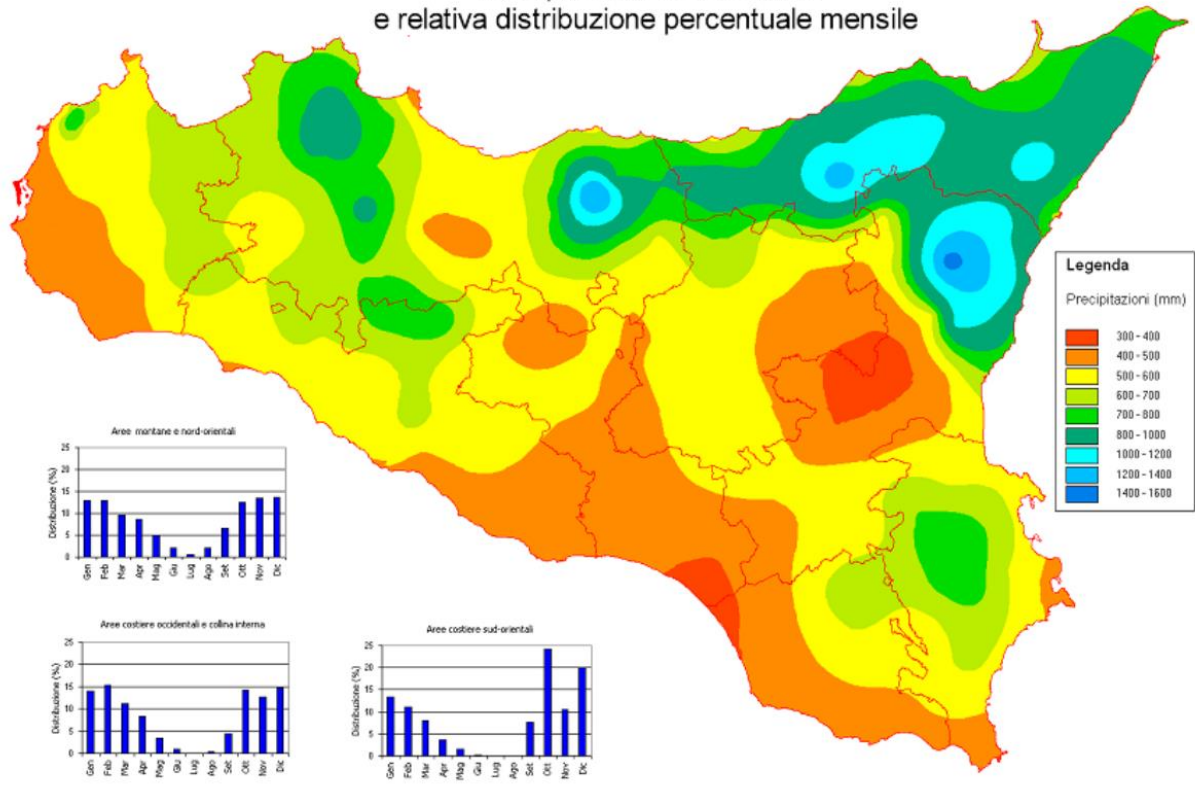 e relativa distribuzione percentuale mensile
Legenda
Precipitazioni (mm)
300 - 400
400 - 500
500 - 600
600 - 700
700 - 800
800 - 1000
1000 - 1200
1200 - 1400
1400 - 1600
Aree montane e nord-orientali
Distribuzione (%)
25
20
15
10
5
0
Gen Feb Mar Apr Mag Giu Lug Ago Set Ott Nov Dic
Aree costiere occidentali e collina interna
Distribuzione (%)
25
20
15
10
5
0
Gen Feb Mar Apr Mag Giu Lug Ago Set Ott Nov Dic
Aree costiere sud-orientali
Distribuzione (%)
25
20
15
10
5
0
Gen Feb Mar Apr Mag Giu Lug Ago Set Ott Nov Dic